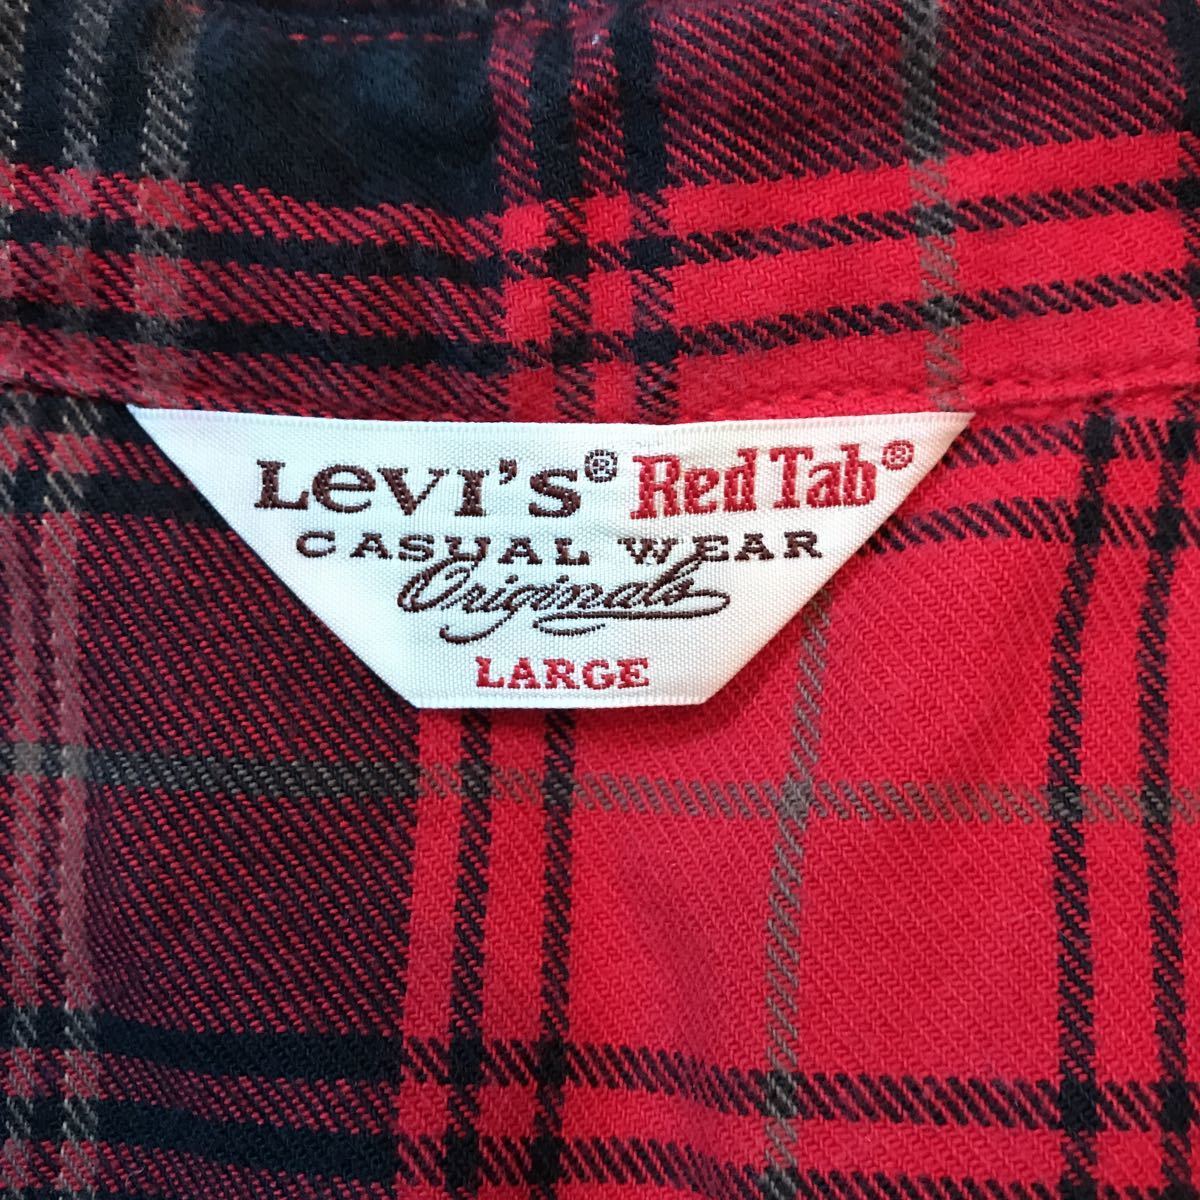 Levi's® Red Tab®
CASUAL WEAR
Originals
LARGE